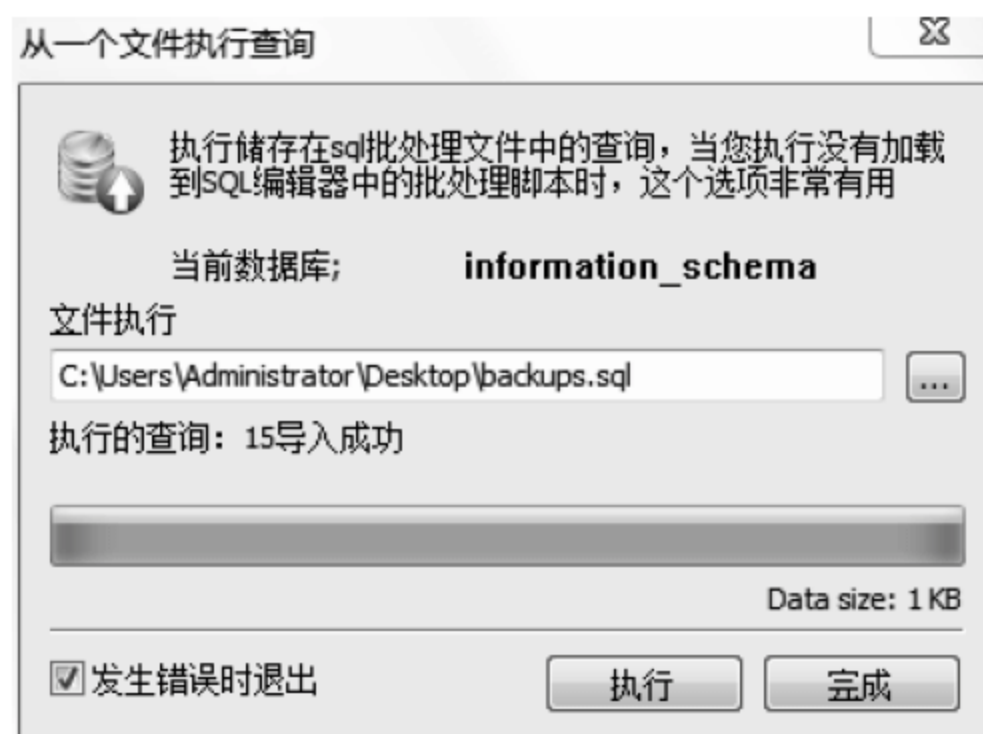 从一个文件执行查询
执行储存在sql批处理文件中的查询，当您执行没有加载
到SQL编辑器中的批处理脚本时，这个选项非常有用
当前数据库; information_schema
文件执行
C:\Users\Administrator\Desktop\backups.sql
...
执行的查询：15导入成功
Data size: 1 KB
发生错误时退出
执行
完成